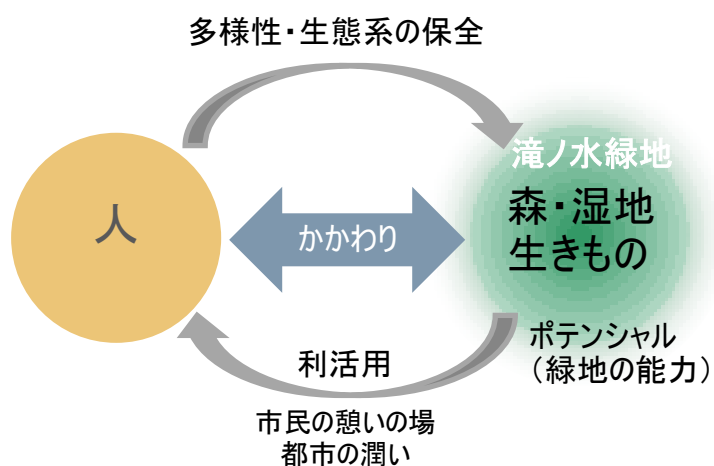 多様性・生態系の保全
滝ノ水緑地
森・湿地
生きもの
人
かかわり
ポテンシャル
（緑地の能力）
利活用
市民の憩いの場
都市の潤い